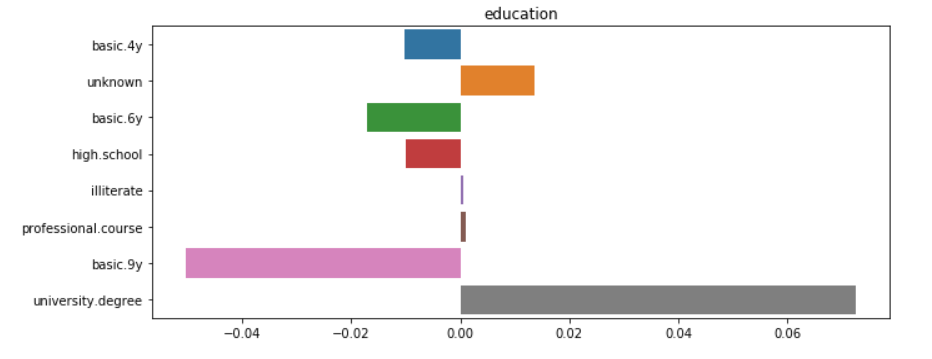 education
basic.4y
unknown
basic.6y
high.school
illiterate
professional.course
basic.9y
university.degree
−0.04 −0.02 0.00 0.02 0.04 0.06